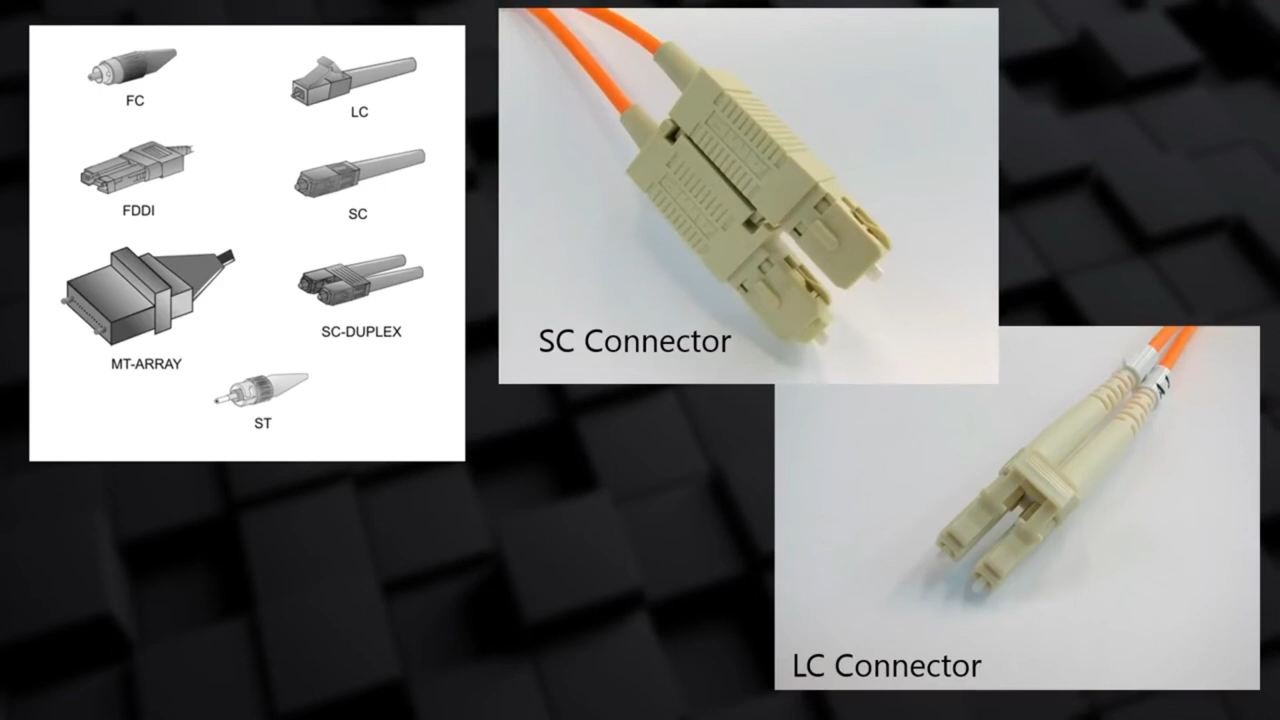 FC
LC
FDDI
SC
MT-ARRAY
SC-DUPLEX
ST
SC Connector
LC Connector